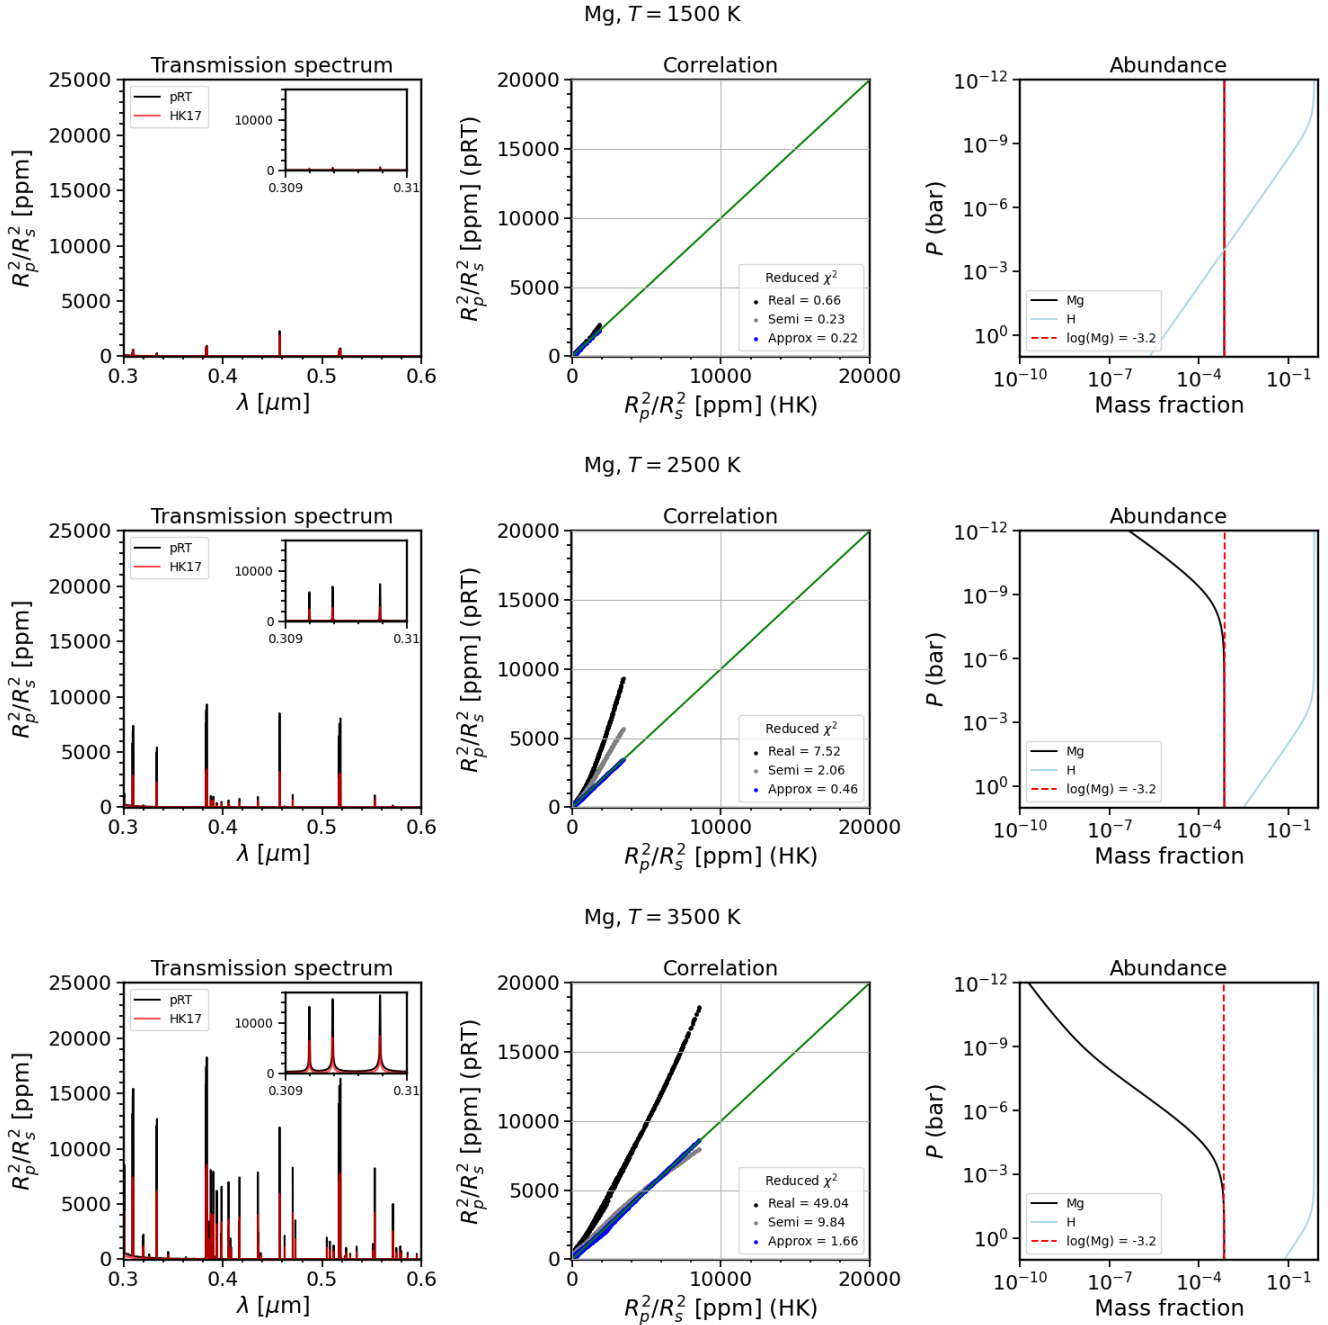 Mg, T = 1500 K
Transmission spectrum
R_p^2/R_s^2 [ppm]
25000
20000
15000
10000
5000
0
pRT
HK17
10000
0
0.309
0.31
0.3
0.4
0.5
0.6
λ [μm]
Correlation
R_p^2/R_s^2 [ppm] (pRT)
20000
15000
10000
5000
0
Reduced χ²
Real = 0.66
Semi = 0.23
Approx = 0.22
0
10000
20000
R_p^2/R_s^2 [ppm] (HK)
Abundance
P (bar)
10⁻¹²
10⁻⁹
10⁻⁶
10⁻³
10⁰
Mg
H
log(Mg) = -3.2
10⁻¹⁰
10⁻⁷
10⁻⁴
10⁻¹
Mass fraction
Mg, T = 2500 K
Transmission spectrum
R_p^2/R_s^2 [ppm]
25000
20000
15000
10000
5000
0
pRT
HK17
10000
0
0.309
0.31
0.3
0.4
0.5
0.6
λ [μm]
Correlation
R_p^2/R_s^2 [ppm] (pRT)
20000
15000
10000
5000
0
Reduced χ²
Real = 7.52
Semi = 2.06
Approx = 0.46
0
10000
20000
R_p^2/R_s^2 [ppm] (HK)
Abundance
P (bar)
10⁻¹²
10⁻⁹
10⁻⁶
10⁻³
10⁰
Mg
H
log(Mg) = -3.2
10⁻¹⁰
10⁻⁷
10⁻⁴
10⁻¹
Mass fraction
Mg, T = 3500 K
Transmission spectrum
R_p^2/R_s^2 [ppm]
25000
20000
15000
10000
5000
0
pRT
HK17
10000
0
0.309
0.31
0.3
0.4
0.5
0.6
λ [μm]
Correlation
R_p^2/R_s^2 [ppm] (pRT)
20000
15000
10000
5000
0
Reduced χ²
Real = 49.04
Semi = 9.84
Approx = 1.66
0
10000
20000
R_p^2/R_s^2 [ppm] (HK)
Abundance
P (bar)
10⁻¹²
10⁻⁹
10⁻⁶
10⁻³
10⁰
Mg
H
log(Mg) = -3.2
10⁻¹⁰
10⁻⁷
10⁻⁴
10⁻¹
Mass fraction